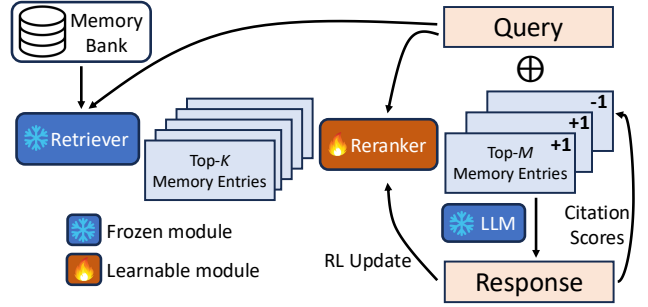 Memory
Bank
Query
-1
+1
+1
Retriever
Top-K
Memory Entries
Reranker
Top-M
Memory Entries
Frozen module
Learnable module
LLM
Citation
Scores
RL Update
Response